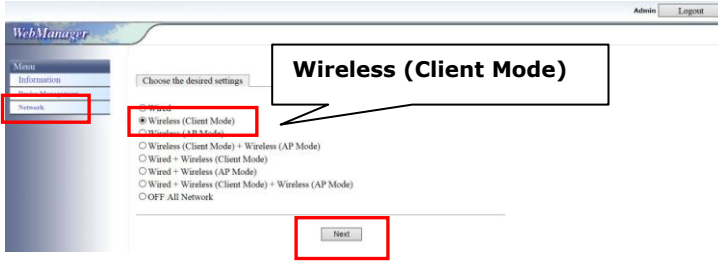 Admin Logout
WebManager
Menu
Information
Device Management
Network
Choose the desired settings
Wireless (Client Mode)
Wired
Wireless (Client Mode)
Wireless (AP Mode)
Wireless (Client Mode) + Wireless (AP Mode)
Wired + Wireless (Client Mode)
Wired + Wireless (AP Mode)
Wired + Wireless (Client Mode) + Wireless (AP Mode)
OFF All Network
Next